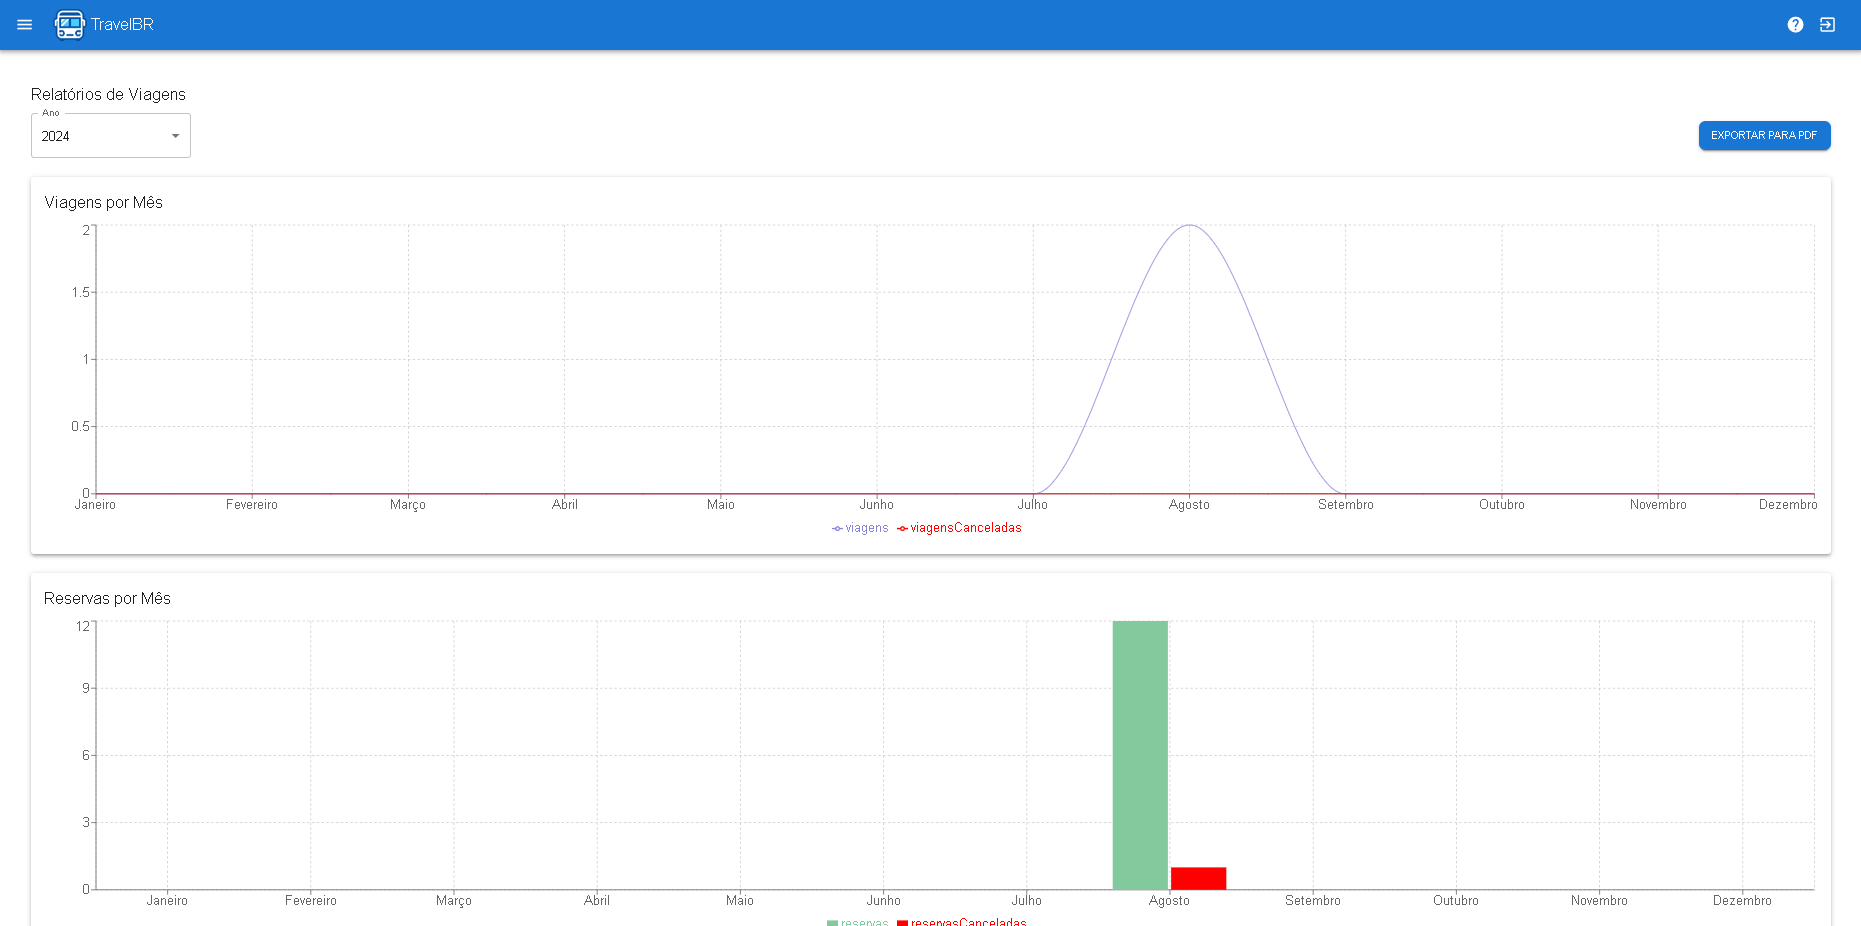 TravelBR
Relatórios de Viagens
Ano
2024
EXPORTAR PARA PDF
Viagens por Mês
2
1.5
1
0.5
0
Janeiro Fevereiro Março Abril Maio Junho Julho Agosto Setembro Outubro Novembro Dezembro
viagens viagensCanceladas
Reservas por Mês
12
9
6
3
0
Janeiro Fevereiro Março Abril Maio Junho Julho Agosto Setembro Outubro Novembro Dezembro
reservas reservasCanceladas